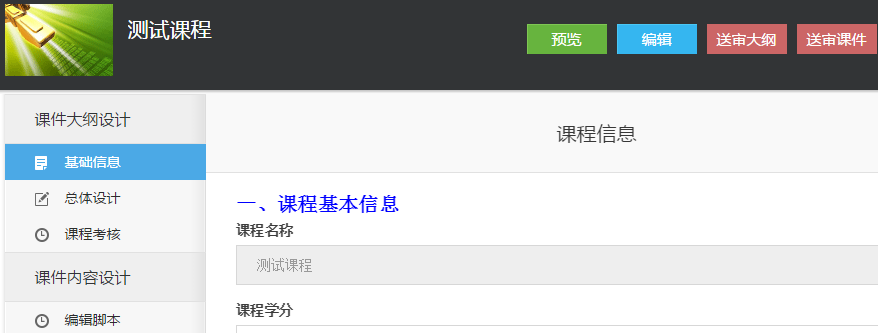 测试课程
预览
编辑
送审大纲
送审课件
课件大纲设计
基础信息
总体设计
课程考核
课件内容设计
编辑脚本
课程信息
一、课程基本信息
课程名称
测试课程
课程学分